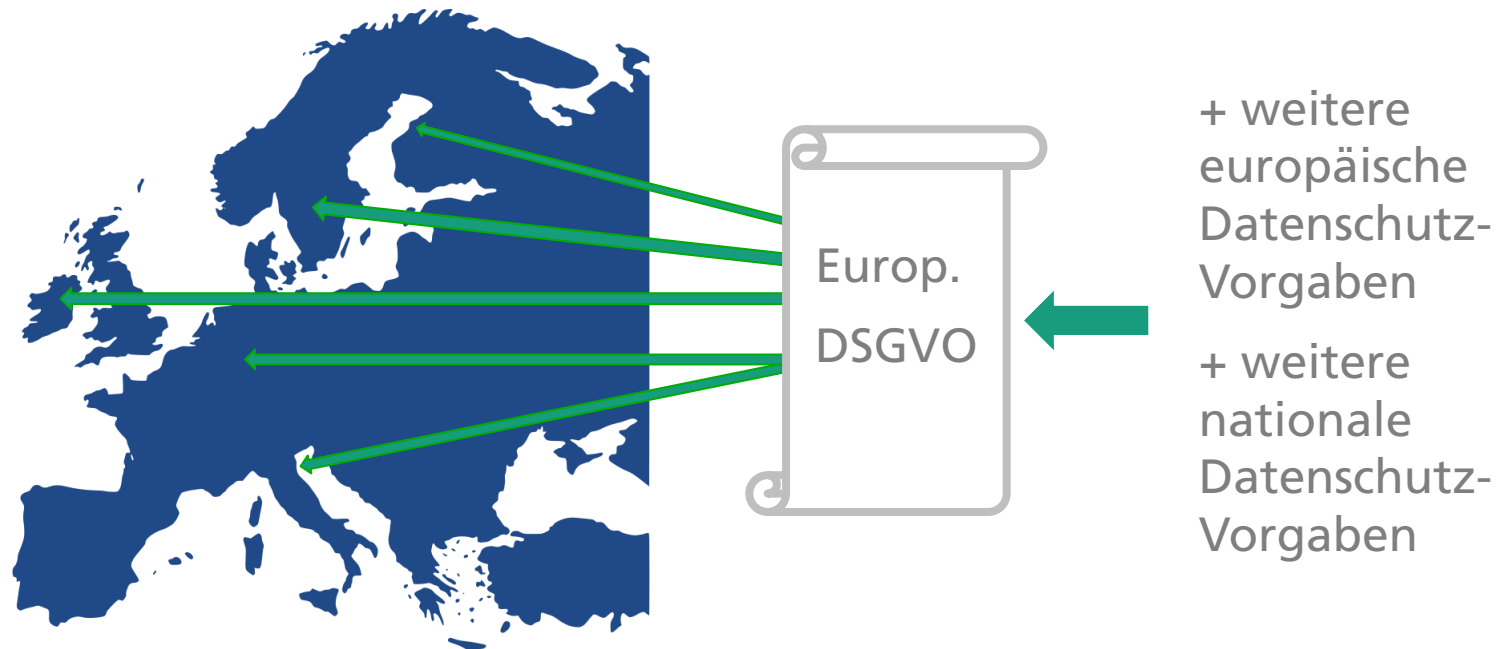 Europ.
DSGVO
+ weitere
europäische
Datenschutz-
Vorgaben
+ weitere
nationale
Datenschutz-
Vorgaben